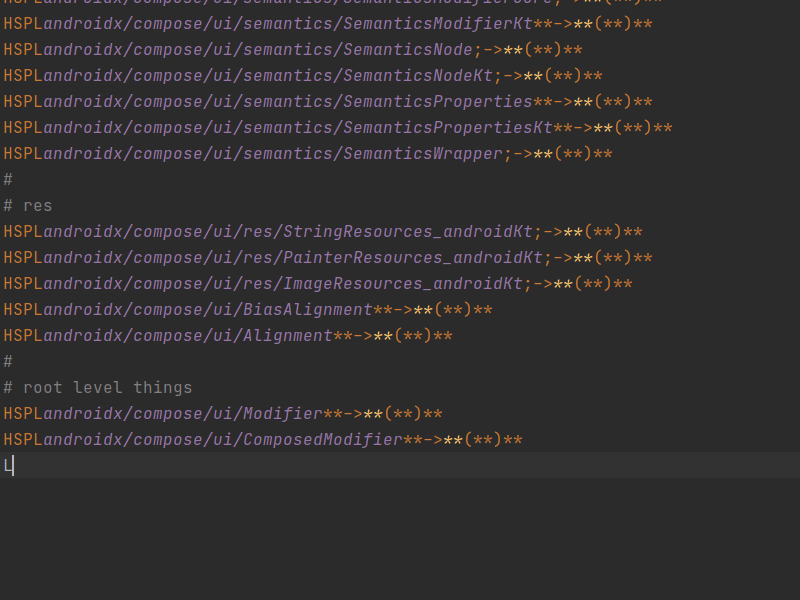 HSPLandroidx/compose/ui/semantics/SemanticsModifierKt**->**(**)**
HSPLandroidx/compose/ui/semantics/SemanticsNode;->**(**)**
HSPLandroidx/compose/ui/semantics/SemanticsNodeKt;->**(**)**
HSPLandroidx/compose/ui/semantics/SemanticsProperties**->**(**)**
HSPLandroidx/compose/ui/semantics/SemanticsPropertiesKt**->**(**)**
HSPLandroidx/compose/ui/semantics/SemanticsWrapper;->**(**)**
#
# res
HSPLandroidx/compose/ui/res/StringResources_androidKt;->**(**)**
HSPLandroidx/compose/ui/res/PainterResources_androidKt;->**(**)**
HSPLandroidx/compose/ui/res/ImageResources_androidKt;->**(**)**
HSPLandroidx/compose/ui/BiasAlignment**->**(**)**
HSPLandroidx/compose/ui/Alignment**->**(**)**
#
# root level things
HSPLandroidx/compose/ui/Modifier**->**(**)**
HSPLandroidx/compose/ui/ComposedModifier**->**(**)**
L